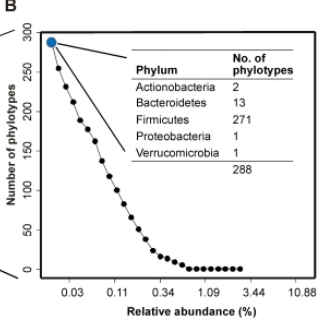 B
Number of phylotypes
300
250
200
150
100
50
0
No. of
Phylum phylotypes
Actionobacteria 2
Bacteroidetes 13
Firmicutes 271
Proteobacteria 1
Verrucomicrobia 1
288
0.03 0.11 0.34 1.09 3.44 10.88
Relative abundance (%)